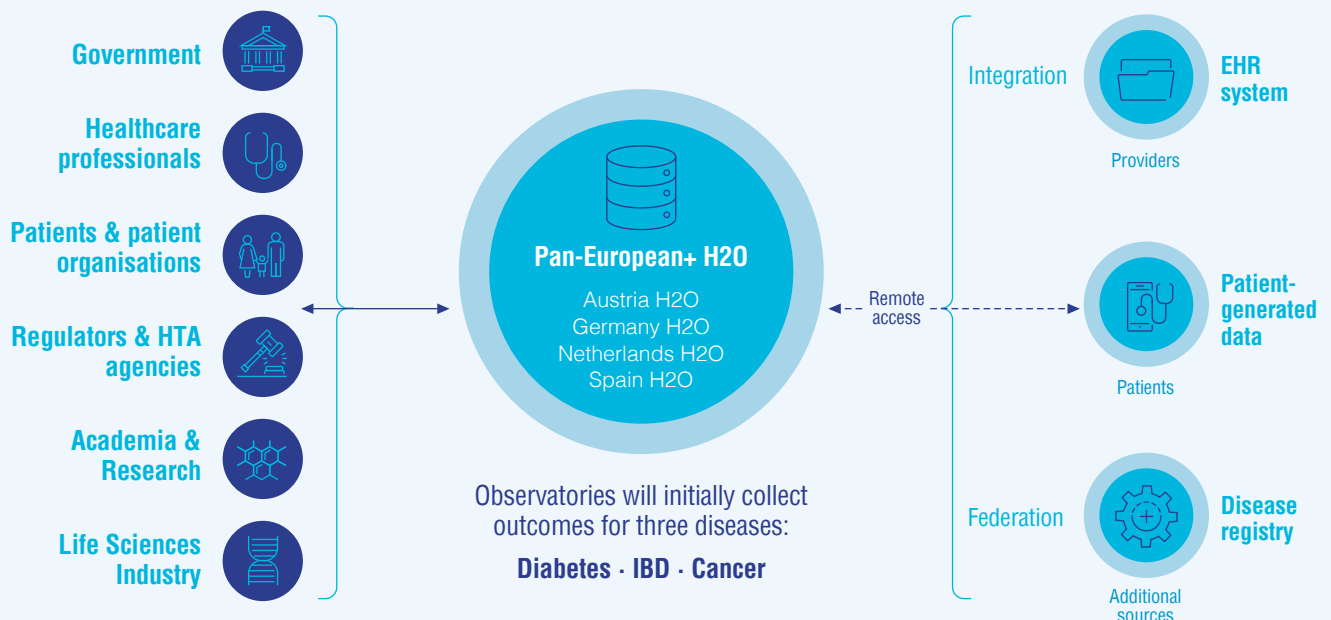 Government
Healthcare
professionals
Patients & patient
organisations
Regulators & HTA
agencies
Academia &
Research
Life Sciences
Industry
Pan-European+ H2O
Austria H2O
Germany H2O
Netherlands H2O
Spain H2O
Observatories will initially collect
outcomes for three diseases:
Diabetes · IBD · Cancer
Remote
access
Integration
EHR
system
Providers
Patient-
generated
data
Patients
Federation
Disease
registry
Additional
sources